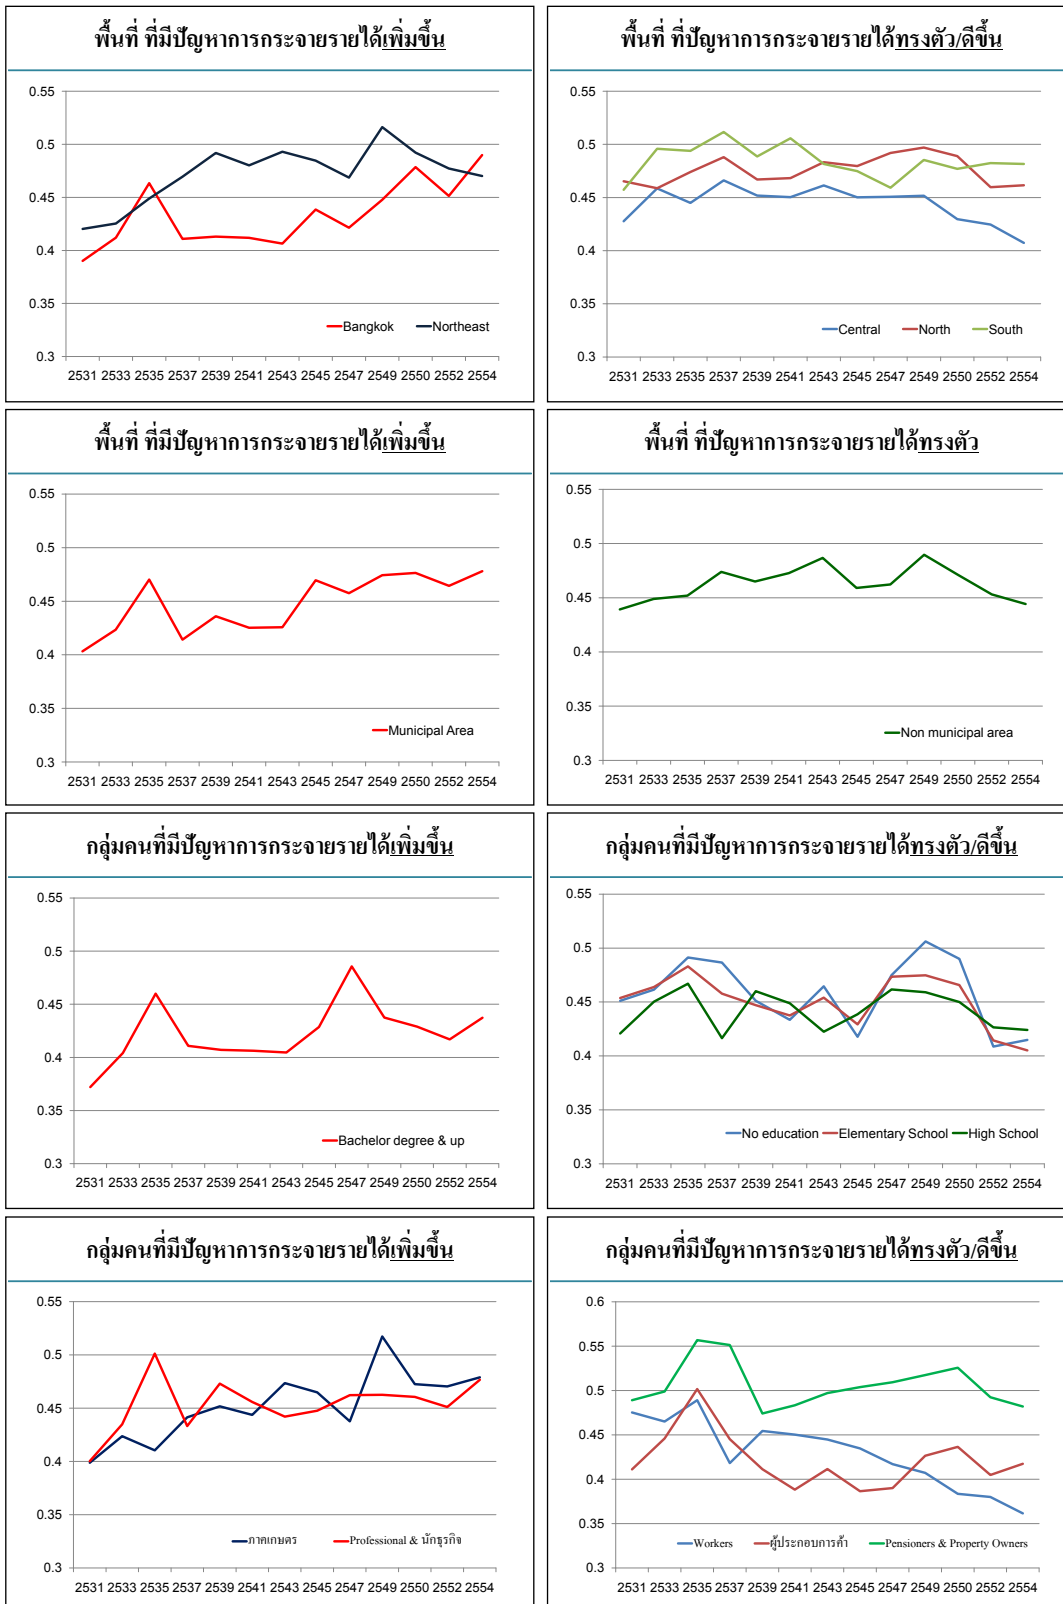 พื้นที่ ที่มีปัญหาการกระจายรายได้เพิ่มขึ้น
0.55
0.5
0.45
0.4
0.35
0.3
Bangkok Northeast
2531 2533 2535 2537 2539 2541 2543 2545 2547 2549 2550 2552 2554
พื้นที่ ที่ปัญหาการกระจายรายได้ทรงตัว/ดีขึ้น
0.55
0.5
0.45
0.4
0.35
0.3
Central North South
2531 2533 2535 2537 2539 2541 2543 2545 2547 2549 2550 2552 2554
พื้นที่ ที่มีปัญหาการกระจายรายได้เพิ่มขึ้น
0.55
0.5
0.45
0.4
0.35
0.3
Municipal Area
2531 2533 2535 2537 2539 2541 2543 2545 2547 2549 2550 2552 2554
พื้นที่ ที่ปัญหาการกระจายรายได้ทรงตัว
0.55
0.5
0.45
0.4
0.35
0.3
Non municipal area
2531 2533 2535 2537 2539 2541 2543 2545 2547 2549 2550 2552 2554
กลุ่มคนที่มีปัญหาการกระจายรายได้เพิ่มขึ้น
0.55
0.5
0.45
0.4
0.35
0.3
Bachelor degree & up
2531 2533 2535 2537 2539 2541 2543 2545 2547 2549 2550 2552 2554
กลุ่มคนที่มีปัญหาการกระจายรายได้ทรงตัว/ดีขึ้น
0.55
0.5
0.45
0.4
0.35
0.3
No education Elementary School High School
2531 2533 2535 2537 2539 2541 2543 2545 2547 2549 2550 2552 2554
กลุ่มคนที่มีปัญหาการกระจายรายได้เพิ่มขึ้น
0.55
0.5
0.45
0.4
0.35
0.3
ภาคเกษตร Professional & นักธุรกิจ
2531 2533 2535 2537 2539 2541 2543 2545 2547 2549 2550 2552 2554
กลุ่มคนที่มีปัญหาการกระจายรายได้ทรงตัว/ดีขึ้น
0.6
0.55
0.5
0.45
0.4
0.35
0.3
Workers ผู้ประกอบการค้า Pensioners & Property Owners
2531 2533 2535 2537 2539 2541 2543 2545 2547 2549 2550 2552 2554